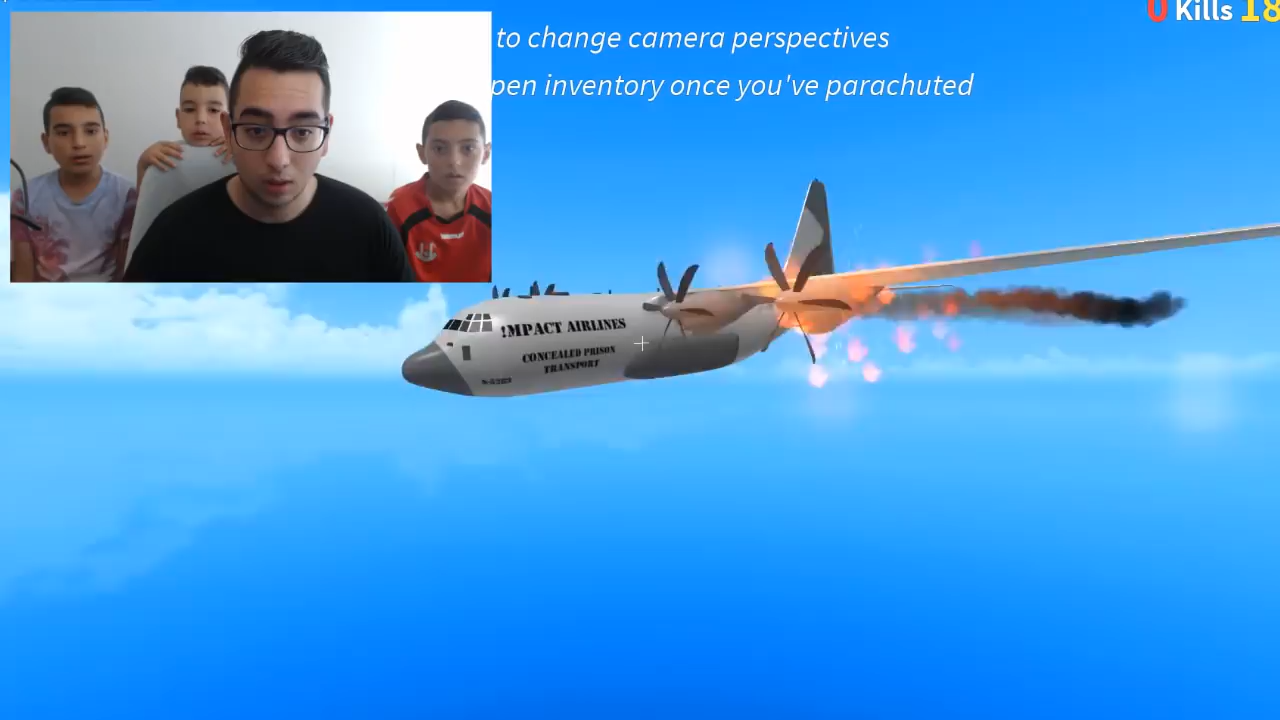 0 Kills 18
to change camera perspectives
pen inventory once you've parachuted
!MPACT AIRLINES
CONCEALED PRISON
TRANSPORT